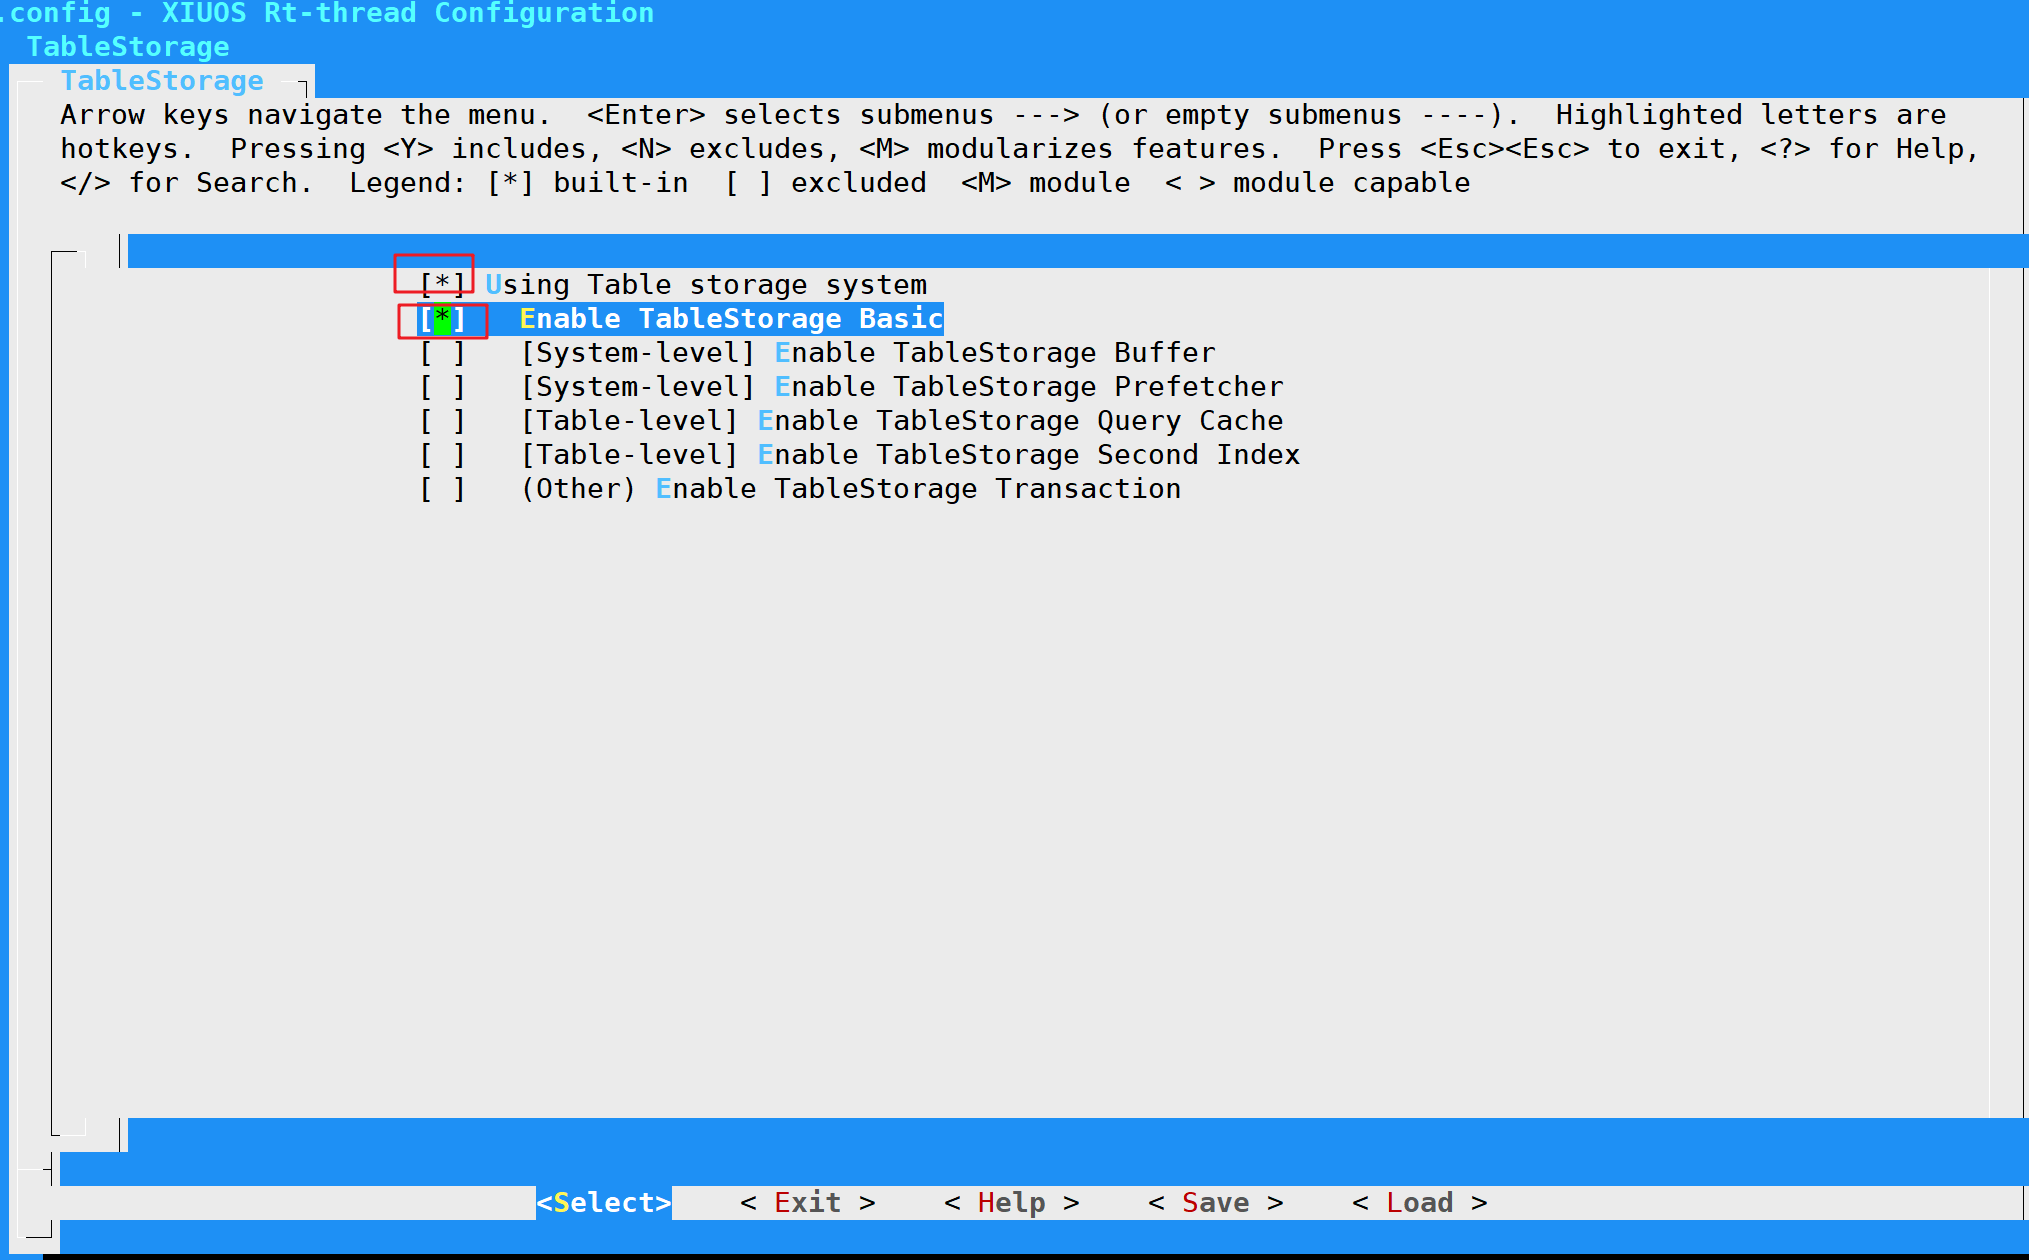 .config - XIUOS Rt-thread Configuration
TableStorage
TableStorage
Arrow keys navigate the menu.  <Enter> selects submenus ---> (or empty submenus ----).  Highlighted letters are
hotkeys.  Pressing <Y> includes, <N> excludes, <M> modularizes features.  Press <Esc><Esc> to exit, <?> for Help,
</> for Search.  Legend: [*] built-in  [ ] excluded  <M> module  < > module capable
[*] Using Table storage system
[*]   Enable TableStorage Basic
[ ]   [System-level] Enable TableStorage Buffer
[ ]   [System-level] Enable TableStorage Prefetcher
[ ]   [Table-level] Enable TableStorage Query Cache
[ ]   [Table-level] Enable TableStorage Second Index
[ ]   (Other) Enable TableStorage Transaction
<Select>    < Exit >    < Help >    < Save >    < Load >